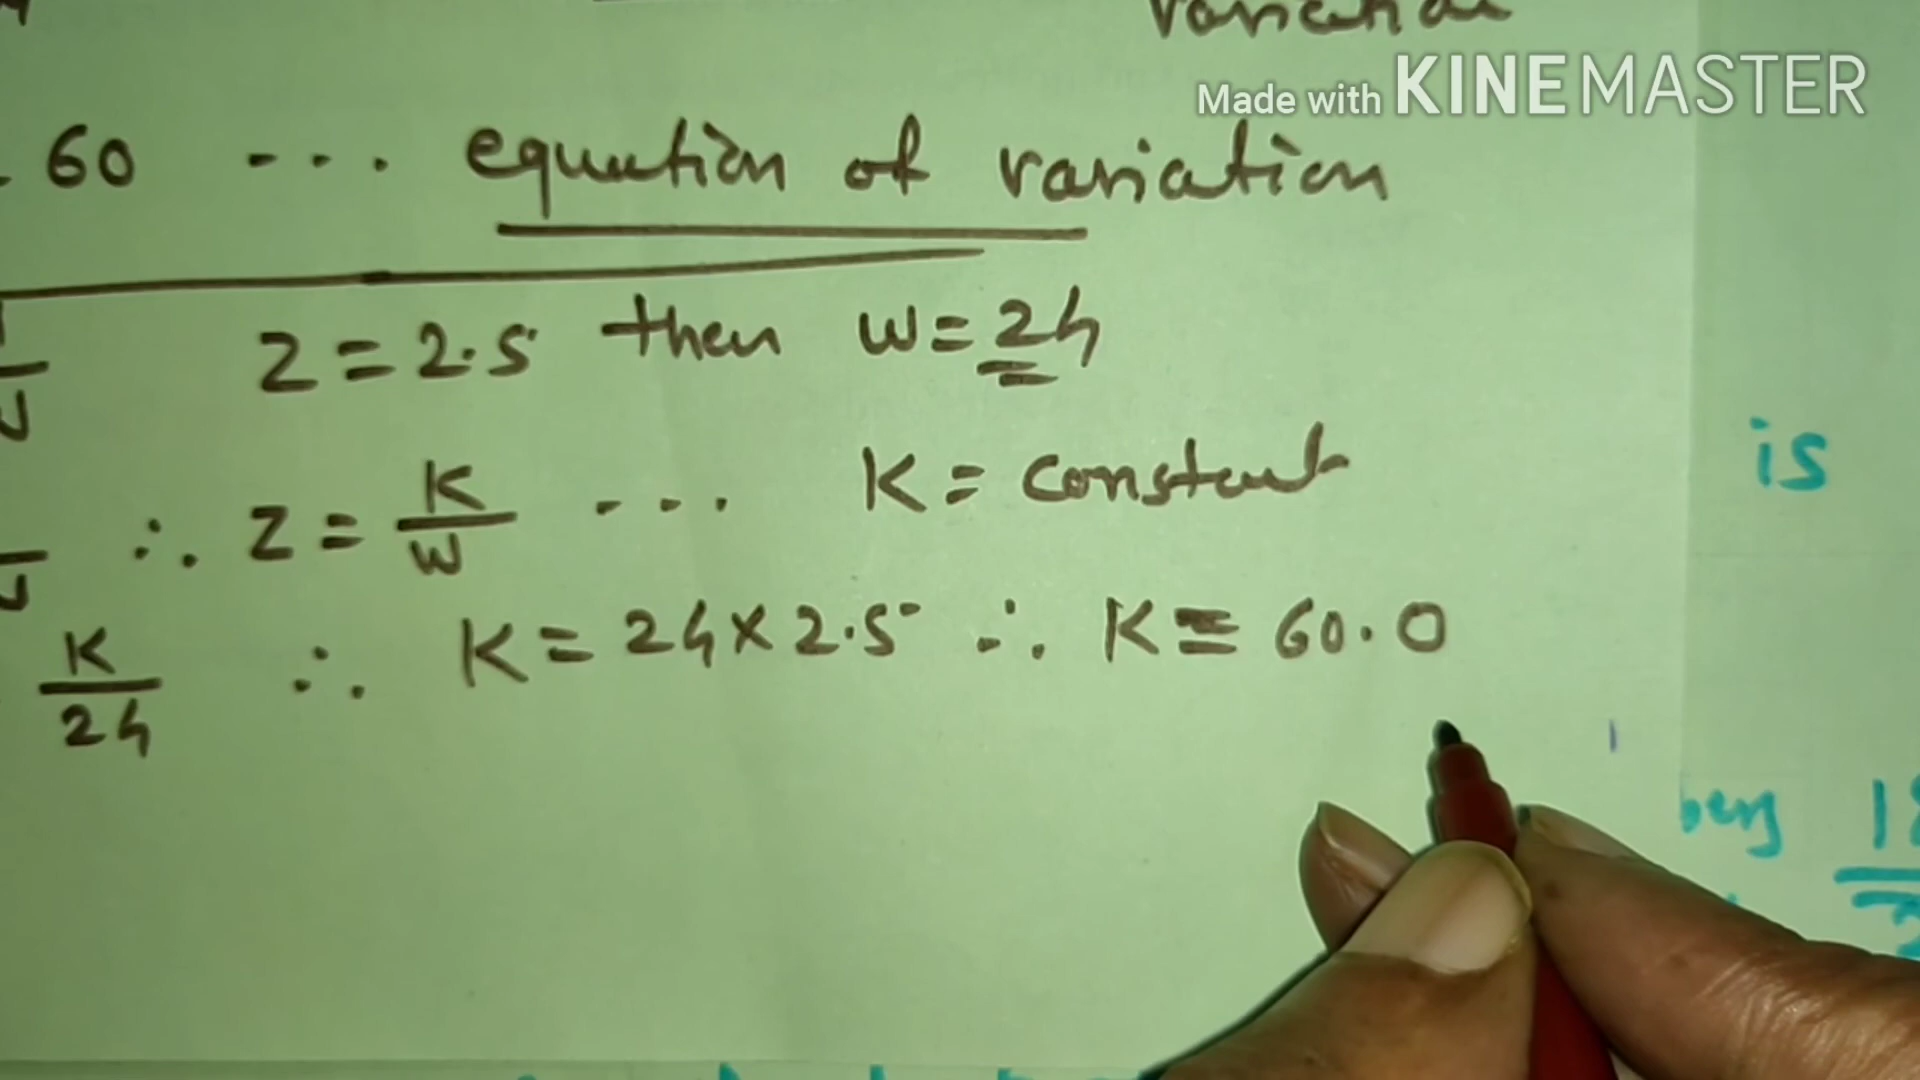 Made with KINEMASTER
60 ... equation of variation
Z = 2.5 then W = 24
∴ Z = K/W ... K = constant
is
K/24 ∴ K = 24 × 2.5 ∴ K = 60.0